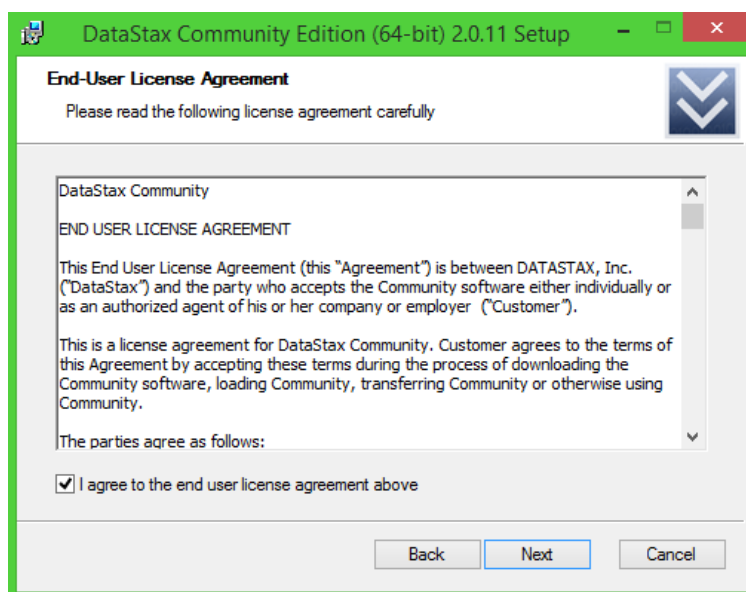 DataStax Community Edition (64-bit) 2.0.11 Setup
End-User License Agreement
Please read the following license agreement carefully
DataStax Community
END USER LICENSE AGREEMENT
This End User License Agreement (this “Agreement”) is between DATASTAX, Inc.
(“DataStax”) and the party who accepts the Community software either individually or
as an authorized agent of his or her company or employer (“Customer”).
This is a license agreement for DataStax Community. Customer agrees to the terms of
this Agreement by accepting these terms during the process of downloading the
Community software, loading Community, transferring Community or otherwise using
Community.
The parties agree as follows:
I agree to the end user license agreement above
Back Next Cancel